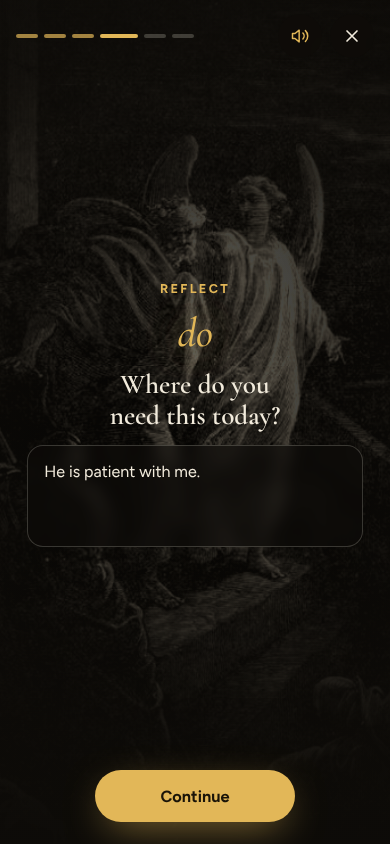 REFLECT
do
Where do you
need this today?
He is patient with me.
Continue